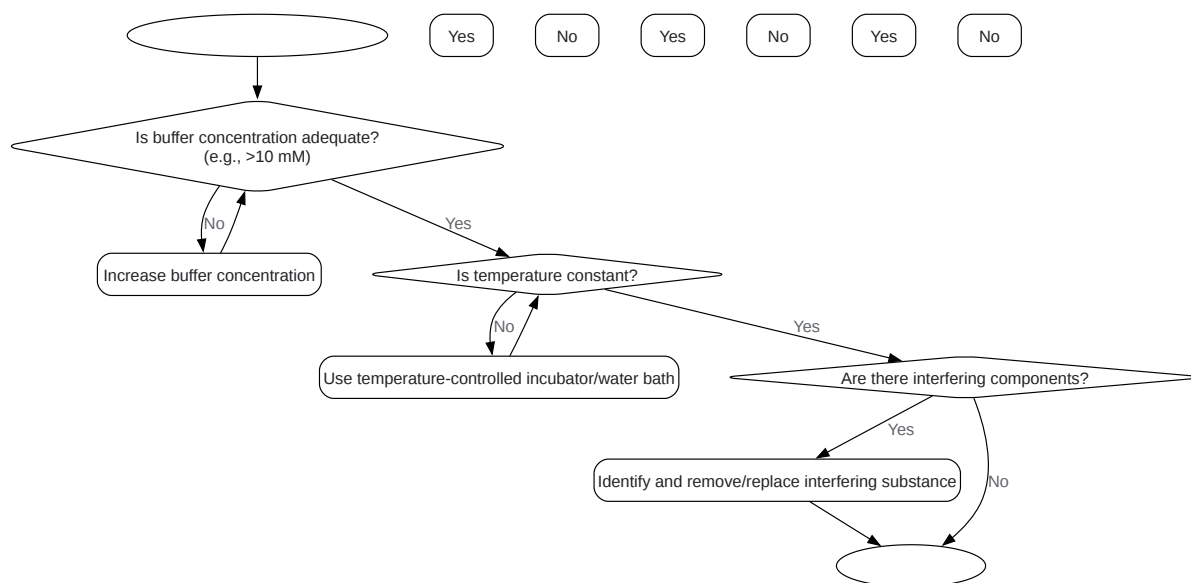 Yes
No
Yes
No
Yes
No
Is buffer concentration adequate?
(e.g., >10 mM)
No
Yes
Increase buffer concentration
Is temperature constant?
No
Yes
Use temperature-controlled incubator/water bath
Are there interfering components?
Yes
Identify and remove/replace interfering substance
No